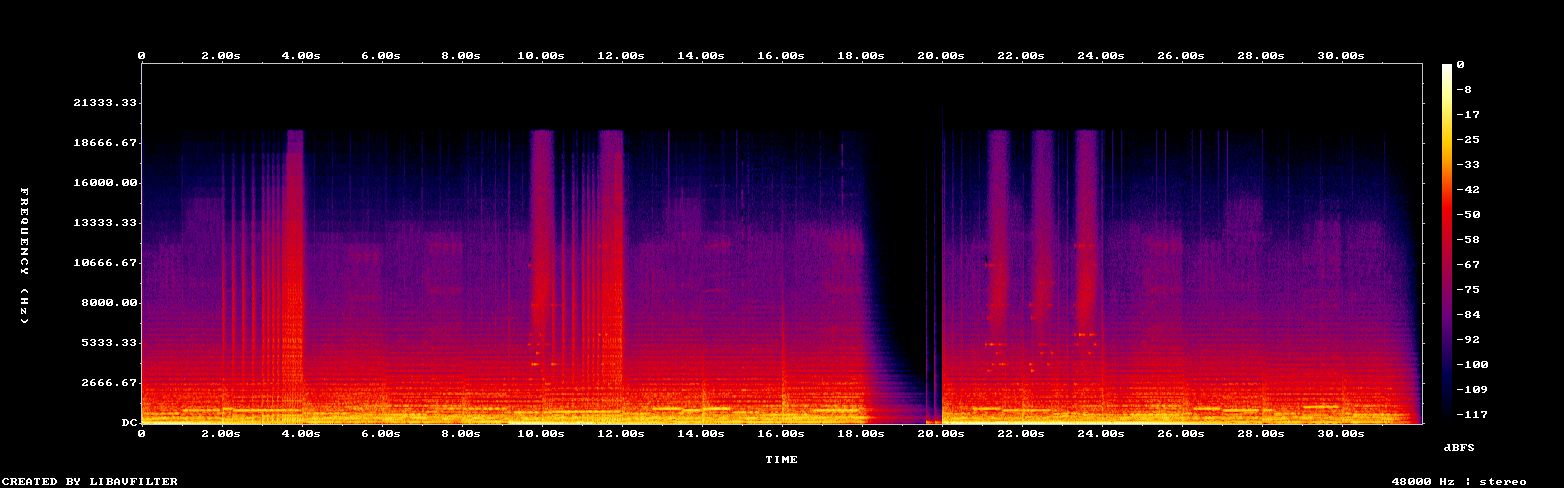 0 2.00s 4.00s 6.00s 8.00s 10.00s 12.00s 14.00s 16.00s 18.00s 20.00s 22.00s 24.00s 26.00s 28.00s 30.00s
21333.33
18666.67
16000.00
13333.33
10666.67
8000.00
5333.33
2666.67
DC
FREQUENCY (Hz)
0
-8
-17
-25
-33
-42
-50
-58
-67
-75
-84
-92
-100
-109
-117
dBFS
0 2.00s 4.00s 6.00s 8.00s 10.00s 12.00s 14.00s 16.00s 18.00s 20.00s 22.00s 24.00s 26.00s 28.00s 30.00s
TIME
CREATED BY LIBAVFILTER
48000 Hz | stereo